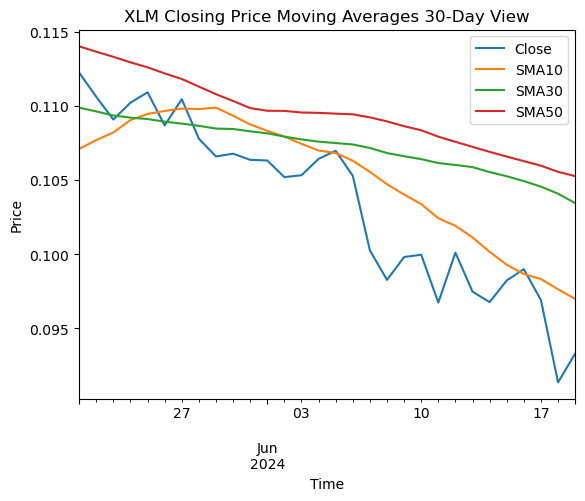 XLM Closing Price Moving Averages 30-Day View
0.115
0.110
0.105
0.100
0.095
Price
Close
SMA10
SMA30
SMA50
27
03
10
17
Jun
2024
Time